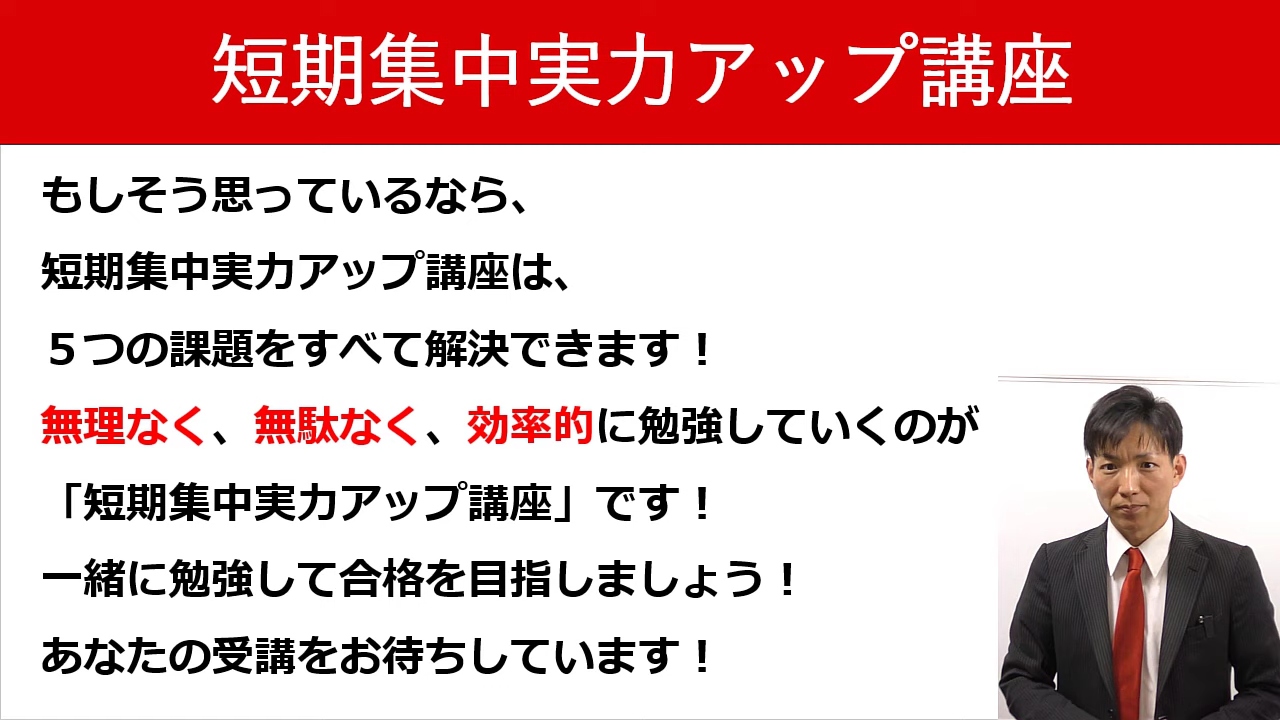 短期集中実力アップ講座
もしそう思っているなら、
短期集中実力アップ講座は、
５つの課題をすべて解決できます！
無理なく、無駄なく、効率的に勉強していくのが
「短期集中実力アップ講座」です！
一緒に勉強して合格を目指しましょう！
あなたの受講をお待ちしています！